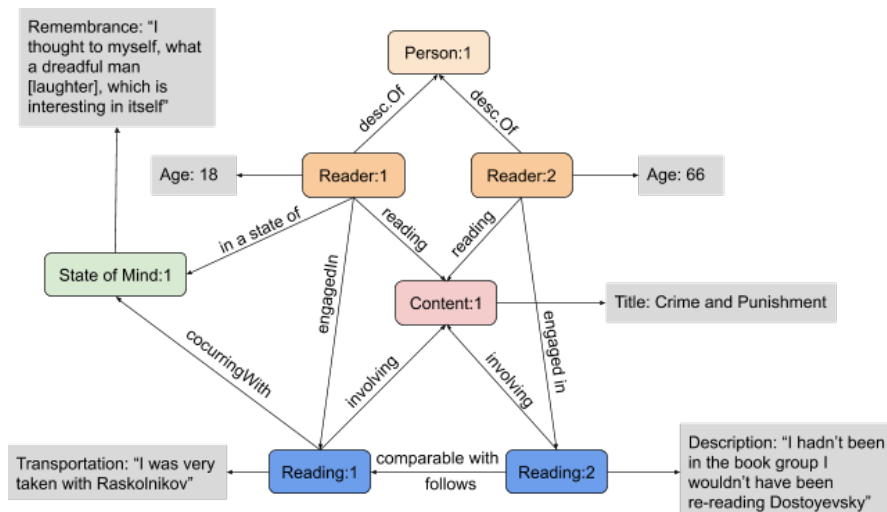 Remembrance: “I
thought to myself, what
a dreadful man
[laughter], which is
interesting in itself”
Person:1
desc.Of
desc.Of
Age: 18
Reader:1
Reader:2
Age: 66
in a state of
reading
reading
State of Mind:1
engagedIn
Content:1
Title: Crime and Punishment
engaged in
cocurringWith
involving
involving
Transportation: “I was very
taken with Raskolnikov”
Reading:1
comparable with
follows
Reading:2
Description: “I hadn’t been
in the book group I
wouldn’t have been
re-reading Dostoyevsky”